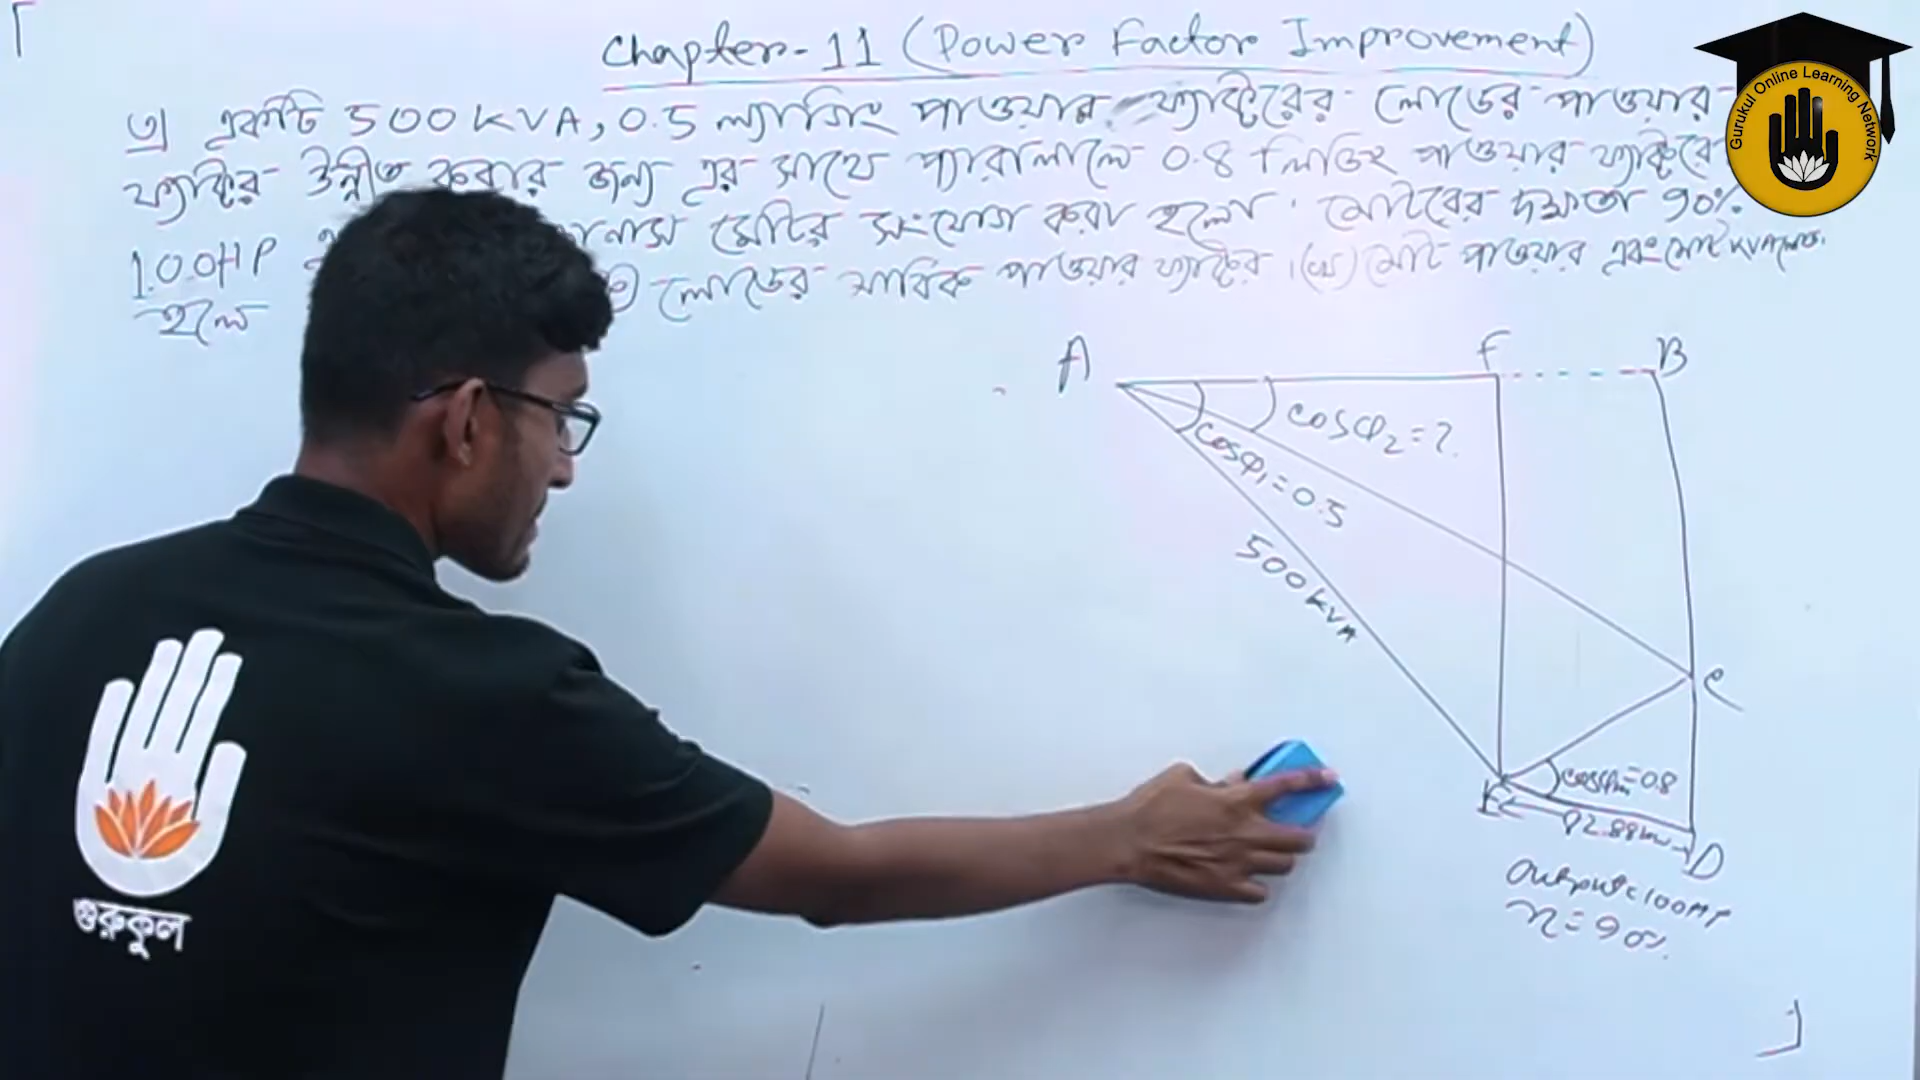 Chapter-11 (Power Factor Improvement)
৩। একটি 500 KVA, 0.5 ল্যাগিং পাওয়ার ফ্যাক্টরের লোডের পাওয়ার
ফ্যাক্টর উন্নীত করার জন্য এর সাথে প্যারালালে 0.8 লিডিং পাওয়ার ফ্যাক্টরে
100HP মোটর সংযোগ করা হলো। মোটরের দক্ষতা 90%
হলে লোডের সার্বিক পাওয়ার ফ্যাক্টর। (খ) মোট পাওয়ার এবং মোট KVA
A
F
B
cosφ₂ = ?
cosφ₁ = 0.5
500 KVA
C
cosφm = 0.8
E
82.88kw
D
output = 100HP
η = 90%
Gurukul Online Learning Network
গুরুকুল